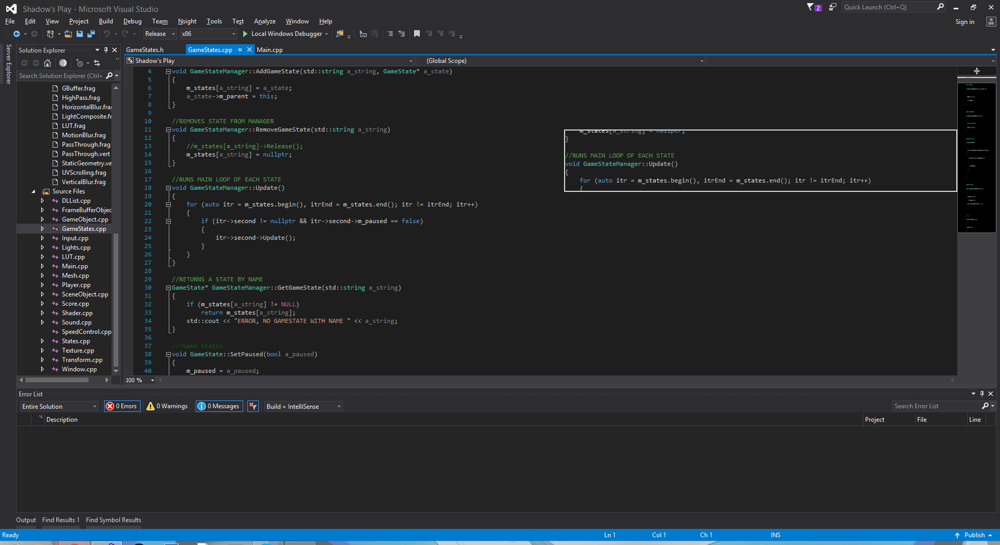 Shadow's Play - Microsoft Visual Studio
2
Quick Launch (Ctrl+Q)
File Edit View Project Build Debug Team Nsight Tools Test Analyze Window Help
Sign in
Release x86 Local Windows Debugger
Server Explorer
Solution Explorer
Search Solution Explorer (Ctrl+
GBuffer.frag
HighPass.frag
HorizontalBlur.fra
LightComposite.fr
LUT.frag
MotionBlur.frag
PassThrough.frag
PassThrough.vert
StaticGeometry.ve
UVScrolling.frag
VerticalBlur.frag
Source Files
DLList.cpp
FrameBufferObjec
GameObject.cpp
GameStates.cpp
Input.cpp
Lights.cpp
LUT.cpp
Main.cpp
Mesh.cpp
Player.cpp
SceneObject.cpp
Score.cpp
Shader.cpp
Sound.cpp
SpeedControl.cpp
States.cpp
Texture.cpp
Transform.cpp
Window.cpp
GameStates.h GameStates.cpp Main.cpp
Shadow's Play (Global Scope)
4 void GameStateManager::AddGameState(std::string a_string, GameState* a_state)
5 {
6 m_states[a_string] = a_state;
7 a_state->m_parent = this;
8 }
9
10 //REMOVES STATE FROM MANAGER
11 void GameStateManager::RemoveGameState(std::string a_string)
12 {
13 //m_states[a_string]->Release();
14 m_states[a_string] = nullptr;
15 }
16
17 //RUNS MAIN LOOP OF EACH STATE
18 void GameStateManager::Update()
19 {
20 for (auto itr = m_states.begin(), itrEnd = m_states.end(); itr != itrEnd; itr++)
21 {
22 if (itr->second != nullptr && itr->second->m_paused == false)
23 {
24 itr->second->Update();
25 }
26 }
27 }
28
29 //RETURNS A STATE BY NAME
30 GameState* GameStateManager::GetGameState(std::string a_string)
31 {
32 if (m_states[a_string] != NULL)
33 return m_states[a_string];
34 std::cout << "ERROR, NO GAMESTATE WITH NAME " << a_string;
35 }
36
37 ///Game States
38 void GameState::SetPaused(bool a_paused)
39 {
40 m_paused = a_paused;
m_states[a_string] = nullptr;
}
//RUNS MAIN LOOP OF EACH STATE
void GameStateManager::Update()
{
for (auto itr = m_states.begin(), itrEnd = m_states.end(); itr != itrEnd; itr++)
{
100 %
Error List
Entire Solution 0 Errors 0 Warnings 0 Messages Build + IntelliSense
Search Error List
Description Project File Line
Output Find Results 1 Find Symbol Results
Ready Ln 1 Col 1 Ch 1 INS Publish